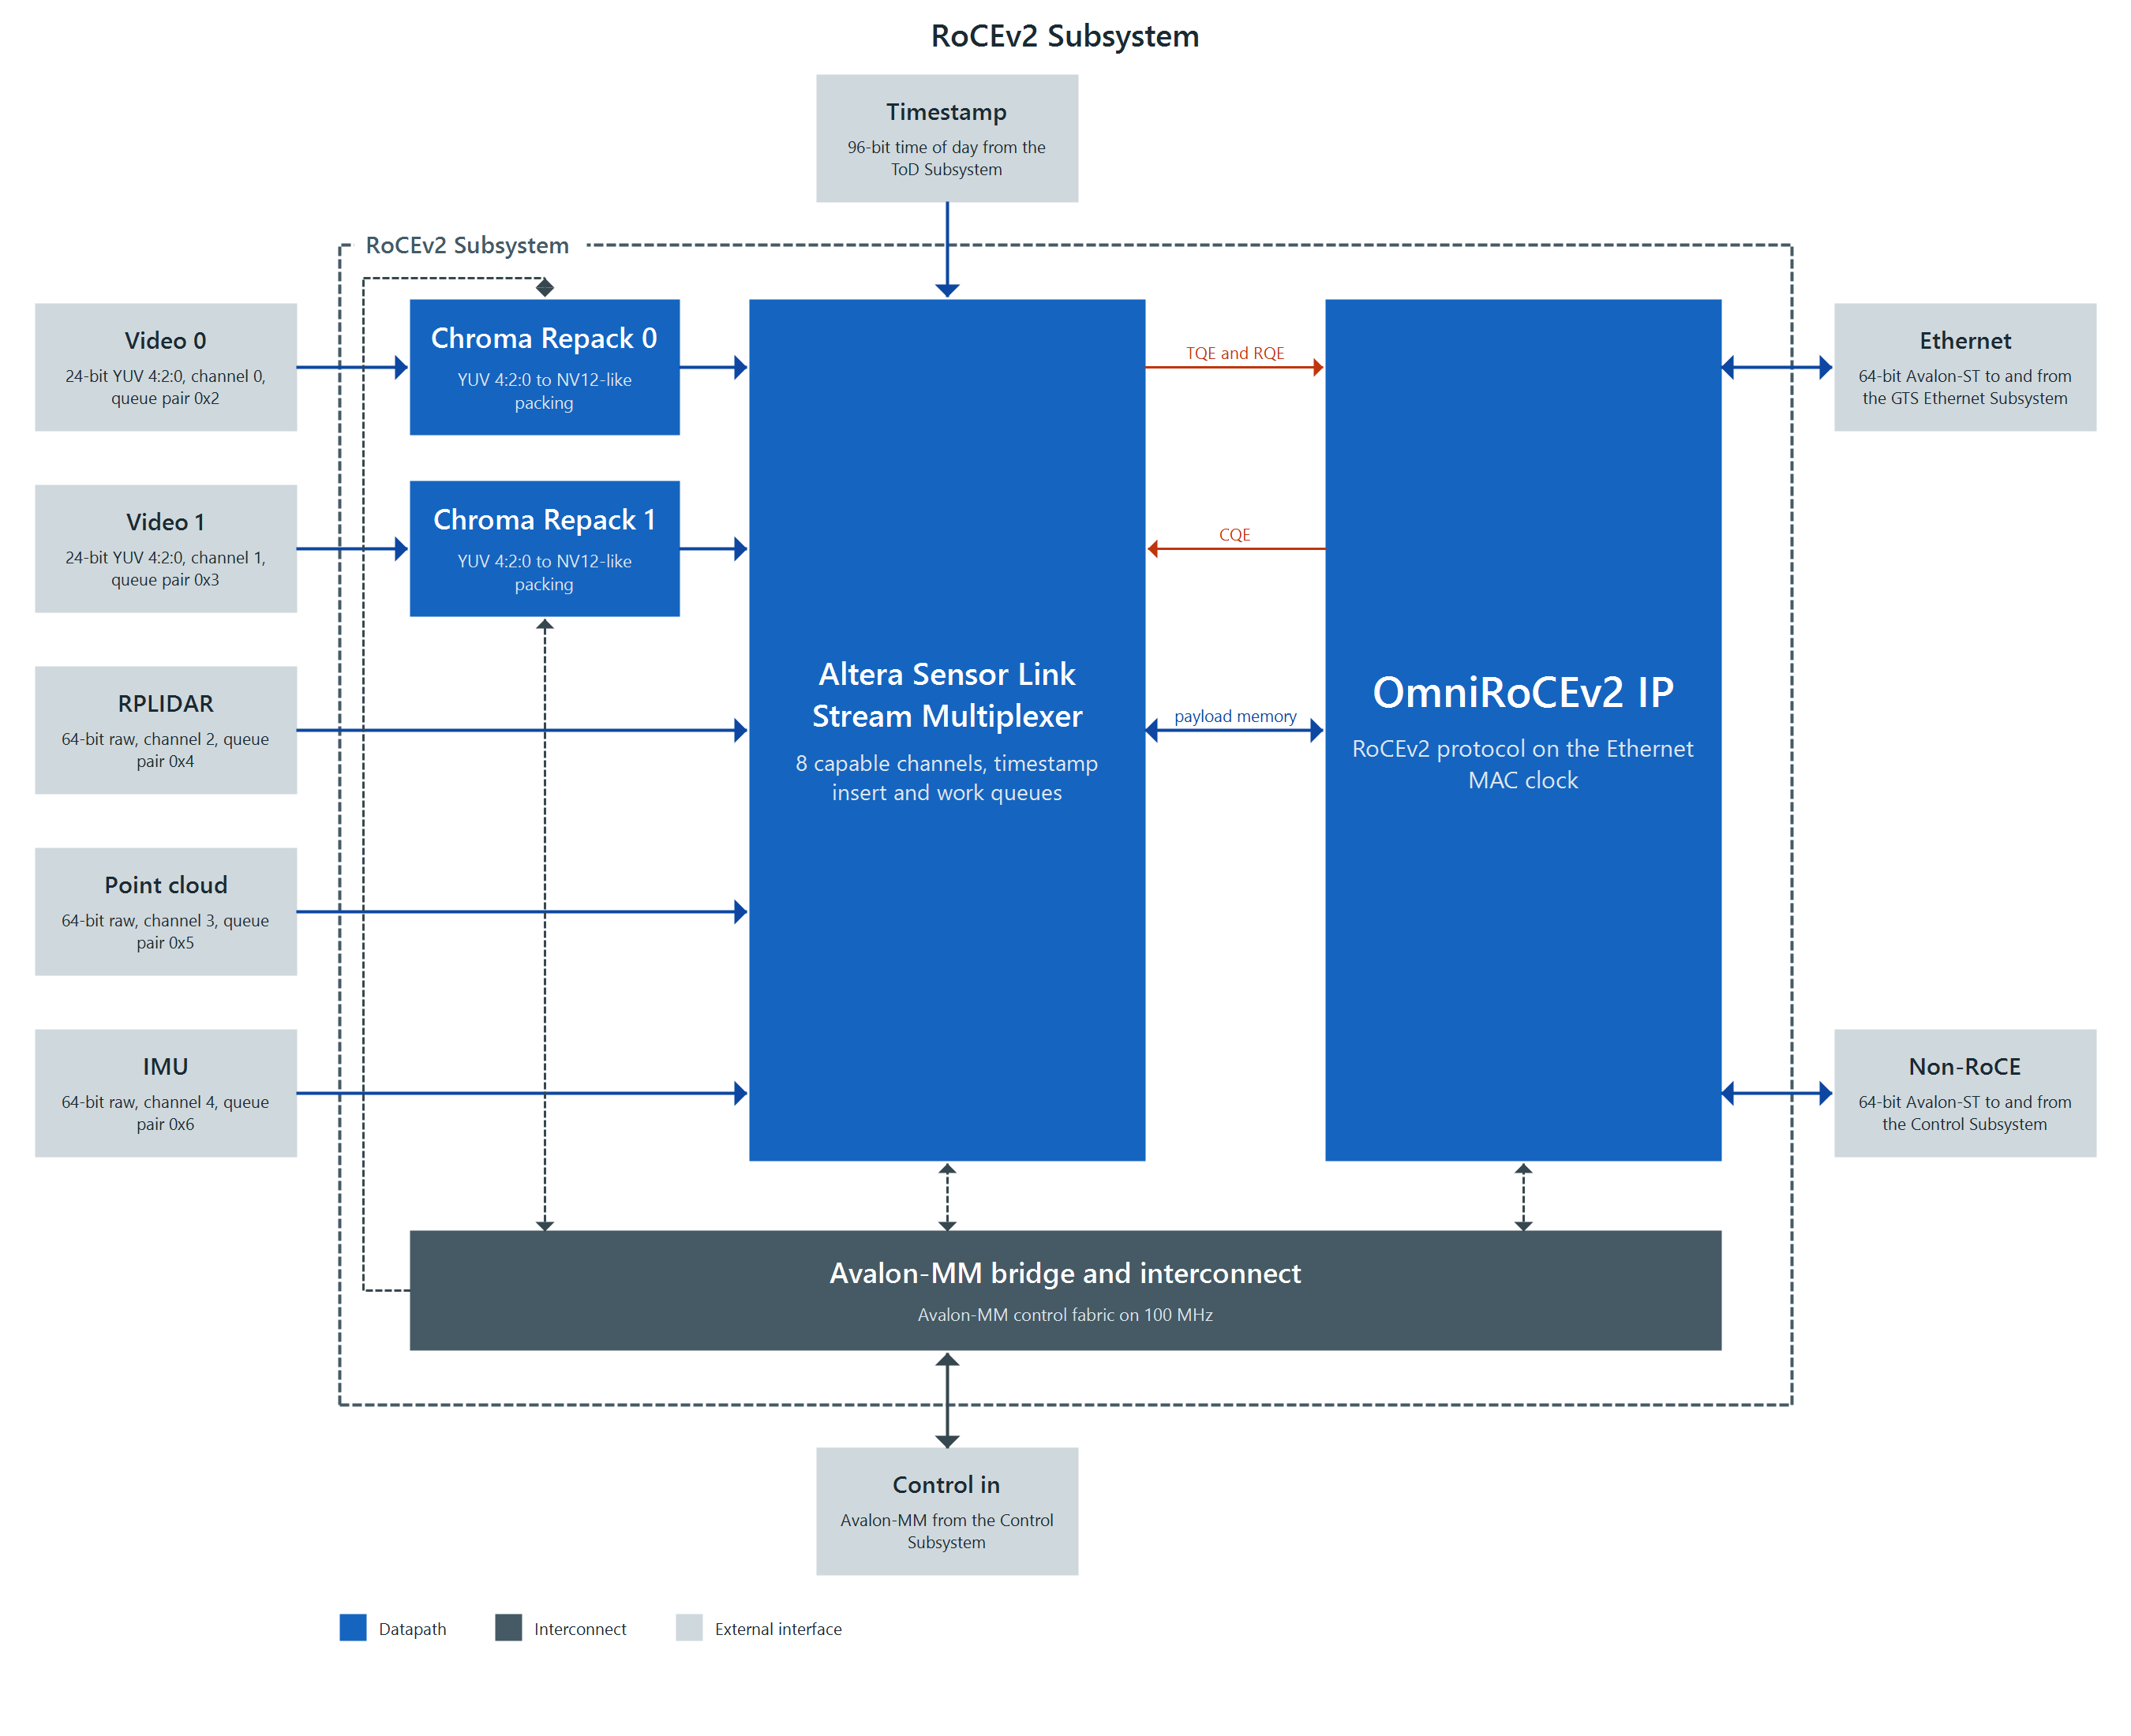 RoCEv2 Subsystem
Timestamp
96-bit time of day from the
ToD Subsystem
RoCEv2 Subsystem
Video 0
24-bit YUV 4:2:0, channel 0,
queue pair 0x2
Chroma Repack 0
YUV 4:2:0 to NV12-like
packing
TQE and RQE
Ethernet
64-bit Avalon-ST to and from
the GTS Ethernet Subsystem
Video 1
24-bit YUV 4:2:0, channel 1,
queue pair 0x3
Chroma Repack 1
YUV 4:2:0 to NV12-like
packing
CQE
RPLIDAR
64-bit raw, channel 2, queue
pair 0x4
Altera Sensor Link
Stream Multiplexer
8 capable channels, timestamp
insert and work queues
payload memory
OmniRoCEv2 IP
RoCEv2 protocol on the Ethernet
MAC clock
Point cloud
64-bit raw, channel 3, queue
pair 0x5
IMU
64-bit raw, channel 4, queue
pair 0x6
Non-RoCE
64-bit Avalon-ST to and from
the Control Subsystem
Avalon-MM bridge and interconnect
Avalon-MM control fabric on 100 MHz
Control in
Avalon-MM from the Control
Subsystem
Datapath
Interconnect
External interface